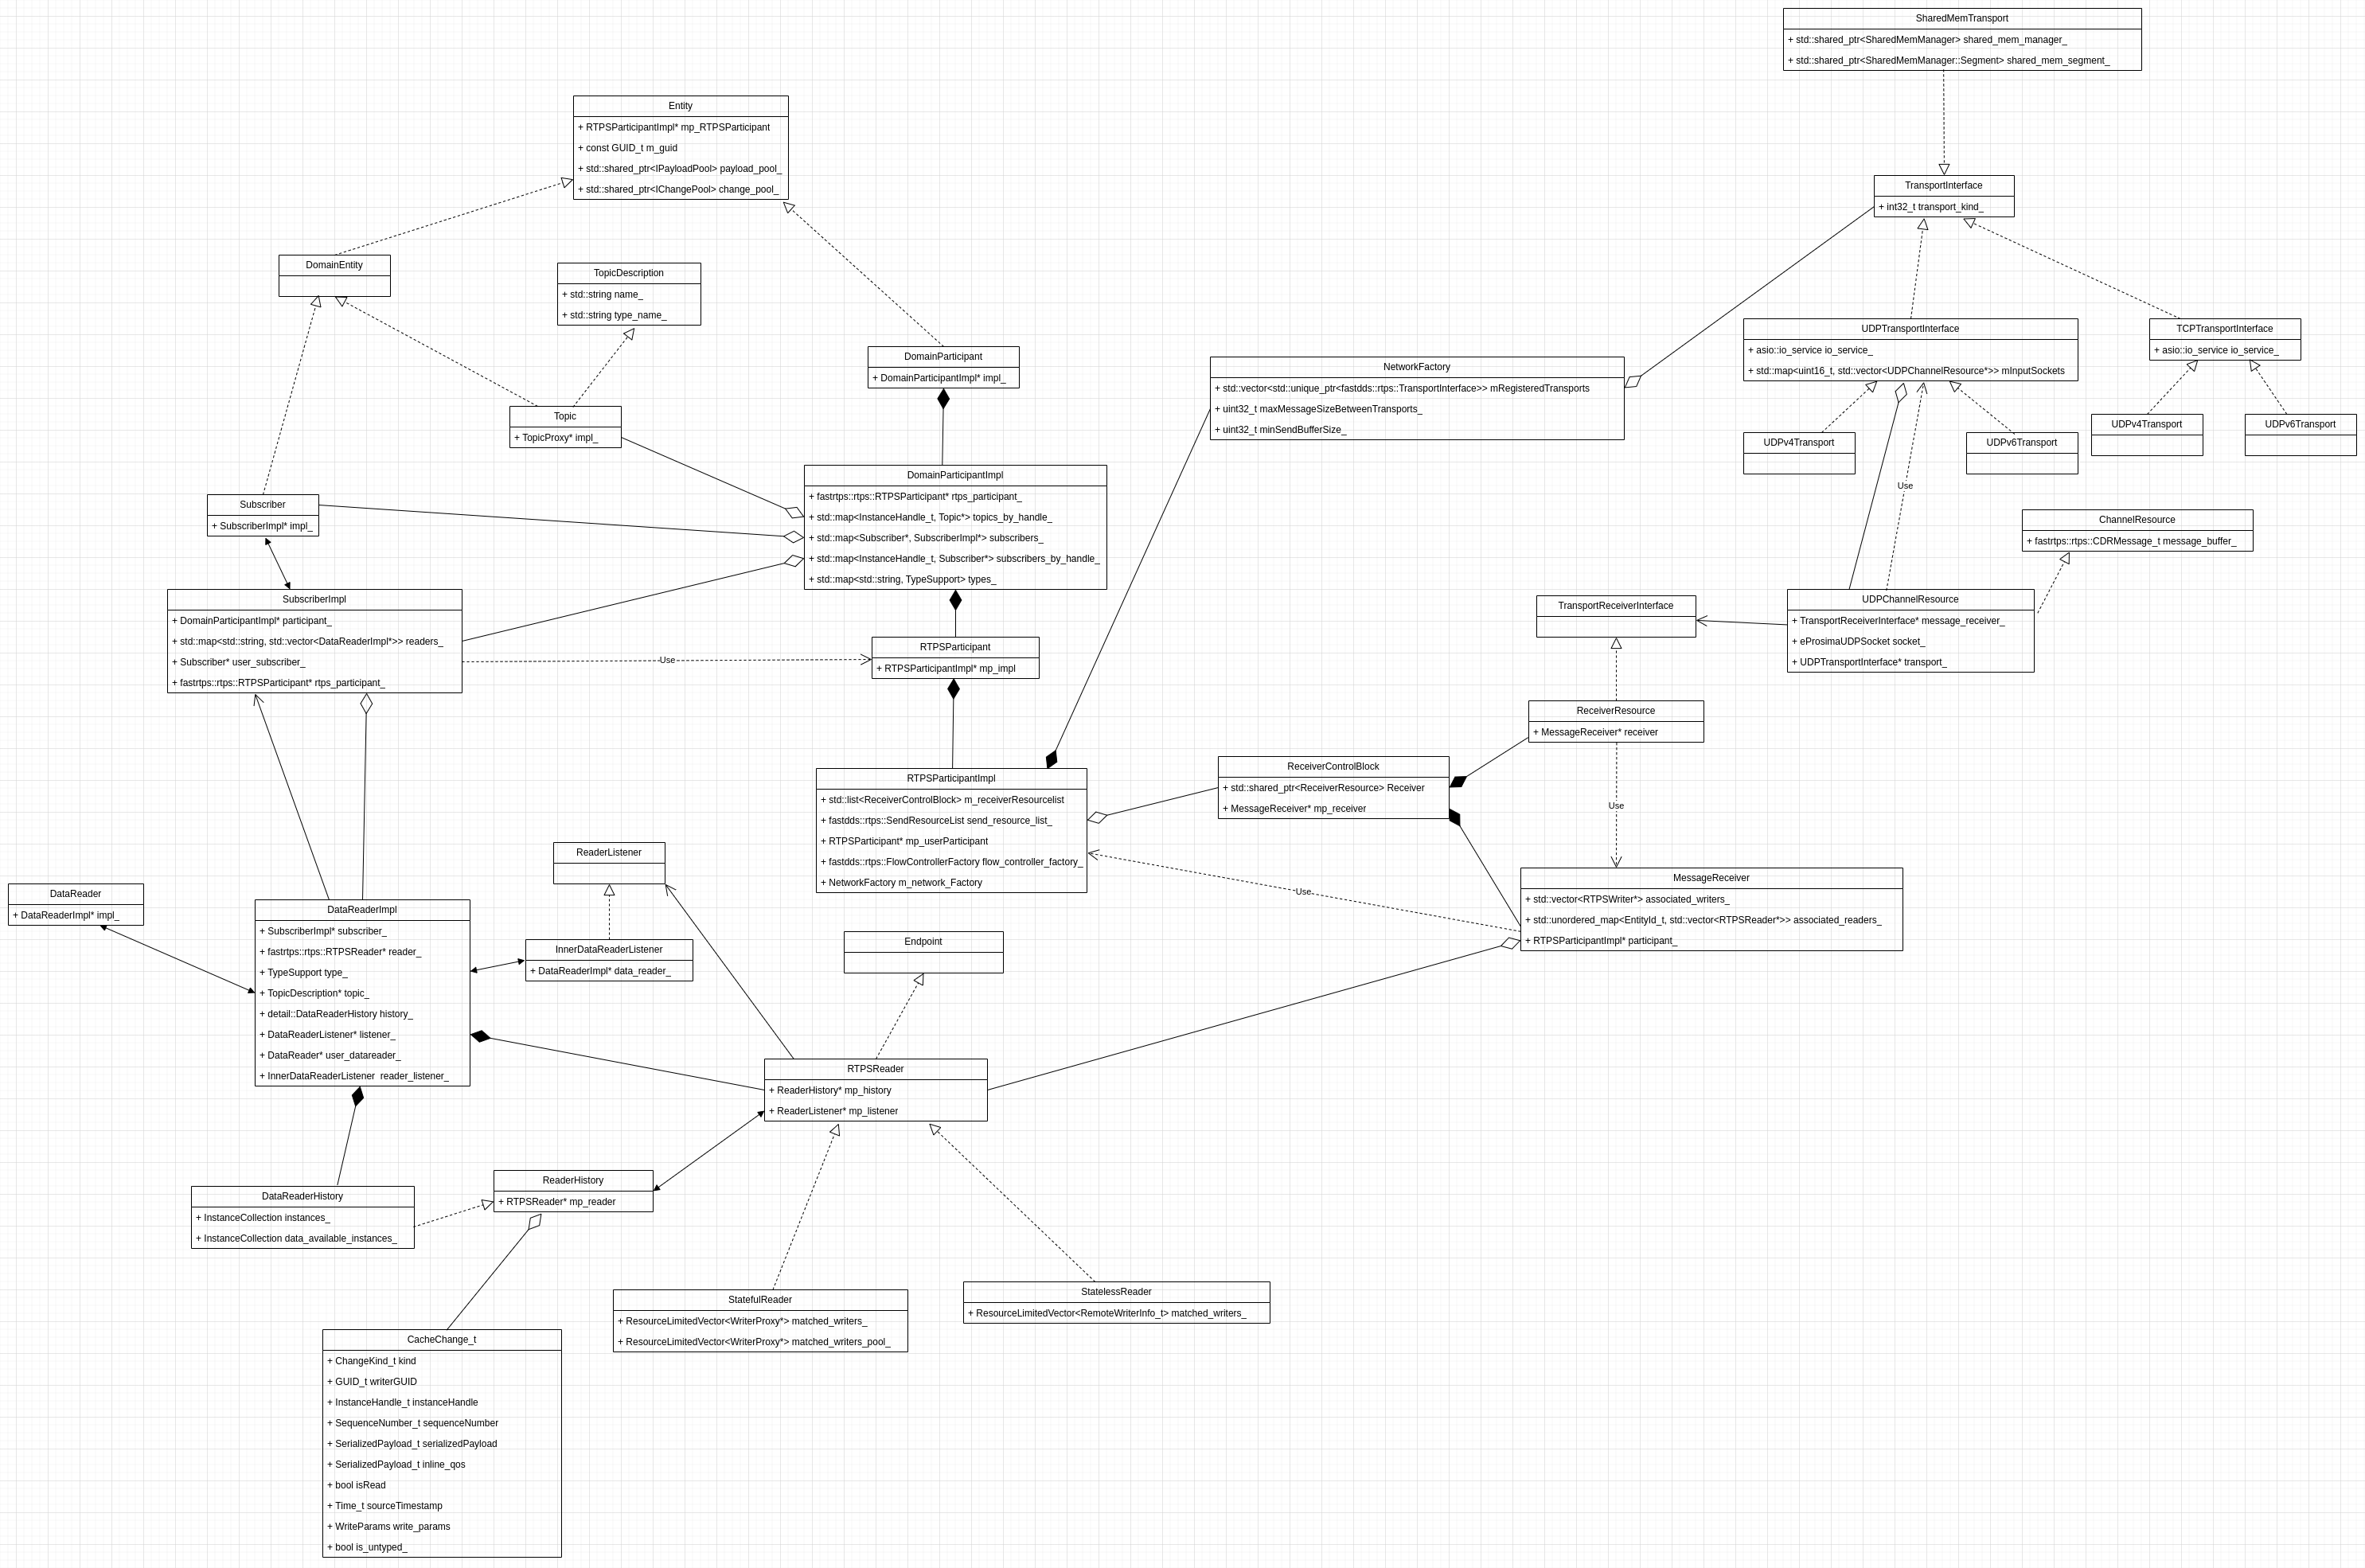 SharedMemTransport
+ std::shared_ptr<SharedMemManager> shared_mem_manager_
+ std::shared_ptr<SharedMemManager::Segment> shared_mem_segment_
Entity
+ RTPSParticipantImpl* mp_RTPSParticipant
+ const GUID_t m_guid
+ std::shared_ptr<IPayloadPool> payload_pool_
+ std::shared_ptr<IChangePool> change_pool_
TransportInterface
+ int32_t transport_kind_
DomainEntity
TopicDescription
+ std::string name_
+ std::string type_name_
DomainParticipant
+ DomainParticipantImpl* impl_
NetworkFactory
+ std::vector<std::unique_ptr<fastdds::rtps::TransportInterface>> mRegisteredTransports
+ uint32_t maxMessageSizeBetweenTransports_
+ uint32_t minSendBufferSize_
UDPTransportInterface
+ asio::io_service io_service_
+ std::map<uint16_t, std::vector<UDPChannelResource*>> mInputSockets
TCPTransportInterface
+ asio::io_service io_service_
Topic
+ TopicProxy* impl_
UDPv4Transport
UDPv6Transport
UDPv4Transport
UDPv6Transport
DomainParticipantImpl
+ fastrtps::rtps::RTPSParticipant* rtps_participant_
+ std::map<InstanceHandle_t, Topic*> topics_by_handle_
+ std::map<Subscriber*, SubscriberImpl*> subscribers_
+ std::map<InstanceHandle_t, Subscriber*> subscribers_by_handle_
+ std::map<std::string, TypeSupport> types_
Use
Subscriber
+ SubscriberImpl* impl_
ChannelResource
+ fastrtps::rtps::CDRMessage_t message_buffer_
SubscriberImpl
+ DomainParticipantImpl* participant_
+ std::map<std::string, std::vector<DataReaderImpl*>> readers_
+ Subscriber* user_subscriber_
+ fastrtps::rtps::RTPSParticipant* rtps_participant_
Use
RTPSParticipant
+ RTPSParticipantImpl* mp_impl
TransportReceiverInterface
UDPChannelResource
+ TransportReceiverInterface* message_receiver_
+ eProsimaUDPSocket socket_
+ UDPTransportInterface* transport_
ReceiverResource
+ MessageReceiver* receiver
RTPSParticipantImpl
+ std::list<ReceiverControlBlock> m_receiverResourcelist
+ fastdds::rtps::SendResourceList send_resource_list_
+ RTPSParticipant* mp_userParticipant
+ fastdds::rtps::FlowControllerFactory flow_controller_factory_
+ NetworkFactory m_network_Factory
ReceiverControlBlock
+ std::shared_ptr<ReceiverResource> Receiver
+ MessageReceiver* mp_receiver
Use
Use
MessageReceiver
+ std::vector<RTPSWriter*> associated_writers_
+ std::unordered_map<EntityId_t, std::vector<RTPSReader*>> associated_readers_
+ RTPSParticipantImpl* participant_
ReaderListener
DataReader
+ DataReaderImpl* impl_
DataReaderImpl
+ SubscriberImpl* subscriber_
+ fastrtps::rtps::RTPSReader* reader_
+ TypeSupport type_
+ TopicDescription* topic_
+ detail::DataReaderHistory history_
+ DataReaderListener* listener_
+ DataReader* user_datareader_
+ InnerDataReaderListener  reader_listener_
InnerDataReaderListener
+ DataReaderImpl* data_reader_
Endpoint
RTPSReader
+ ReaderHistory* mp_history
+ ReaderListener* mp_listener
DataReaderHistory
+ InstanceCollection instances_
+ InstanceCollection data_available_instances_
ReaderHistory
+ RTPSReader* mp_reader
StatefulReader
+ ResourceLimitedVector<WriterProxy*> matched_writers_
+ ResourceLimitedVector<WriterProxy*> matched_writers_pool_
StatelessReader
+ ResourceLimitedVector<RemoteWriterInfo_t> matched_writers_
CacheChange_t
+ ChangeKind_t kind
+ GUID_t writerGUID
+ InstanceHandle_t instanceHandle
+ SequenceNumber_t sequenceNumber
+ SerializedPayload_t serializedPayload
+ SerializedPayload_t inline_qos
+ bool isRead
+ Time_t sourceTimestamp
+ WriteParams write_params
+ bool is_untyped_